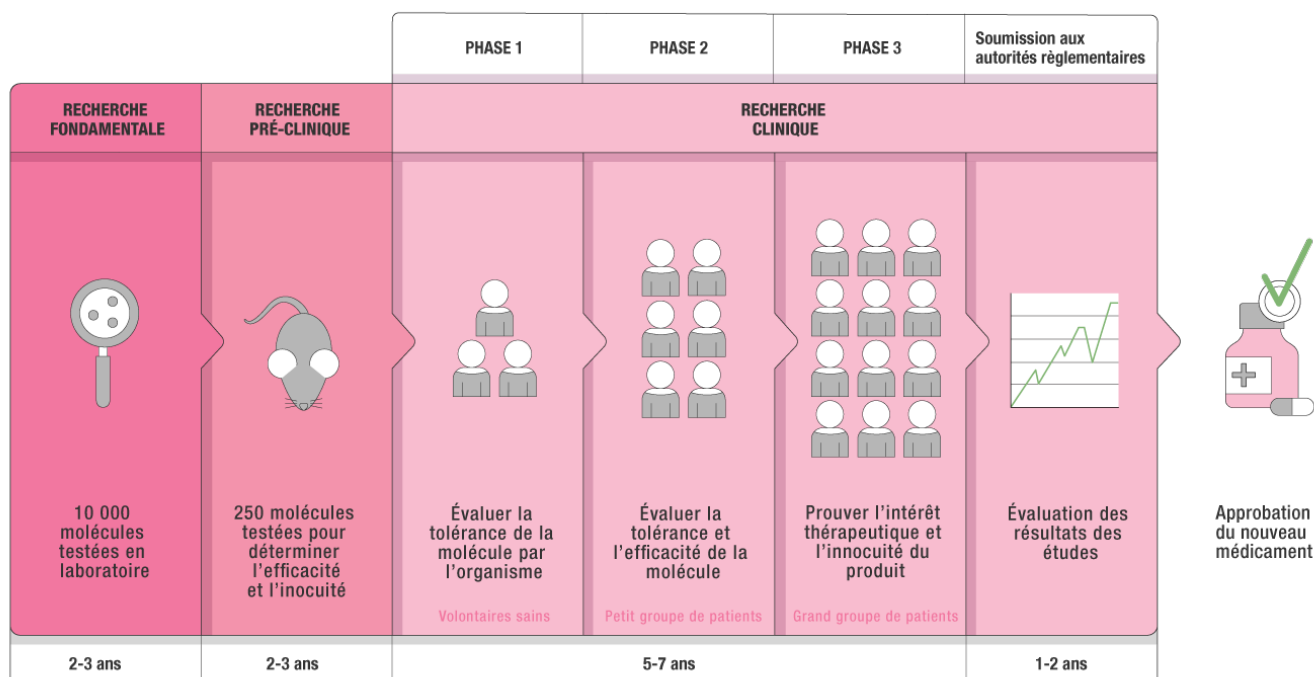 PHASE 1
PHASE 2
PHASE 3
Soumission aux
autorités règlementaires
RECHERCHE
FONDAMENTALE
RECHERCHE
PRÉ-CLINIQUE
RECHERCHE
CLINIQUE
10 000
molécules
testées en
laboratoire
250 molécules
testées pour
déterminer
l'efficacité
et l'inocuité
Évaluer la
tolérance de la
molécule par
l'organisme
Volontaires sains
Évaluer la
tolérance et
l'efficacité de la
molécule
Petit groupe de patients
Prouver l'intérêt
thérapeutique et
l'innocuité du
produit
Grand groupe de patients
Évaluation des
résultats des
études
Approbation
du nouveau
médicament
2-3 ans
2-3 ans
5-7 ans
1-2 ans